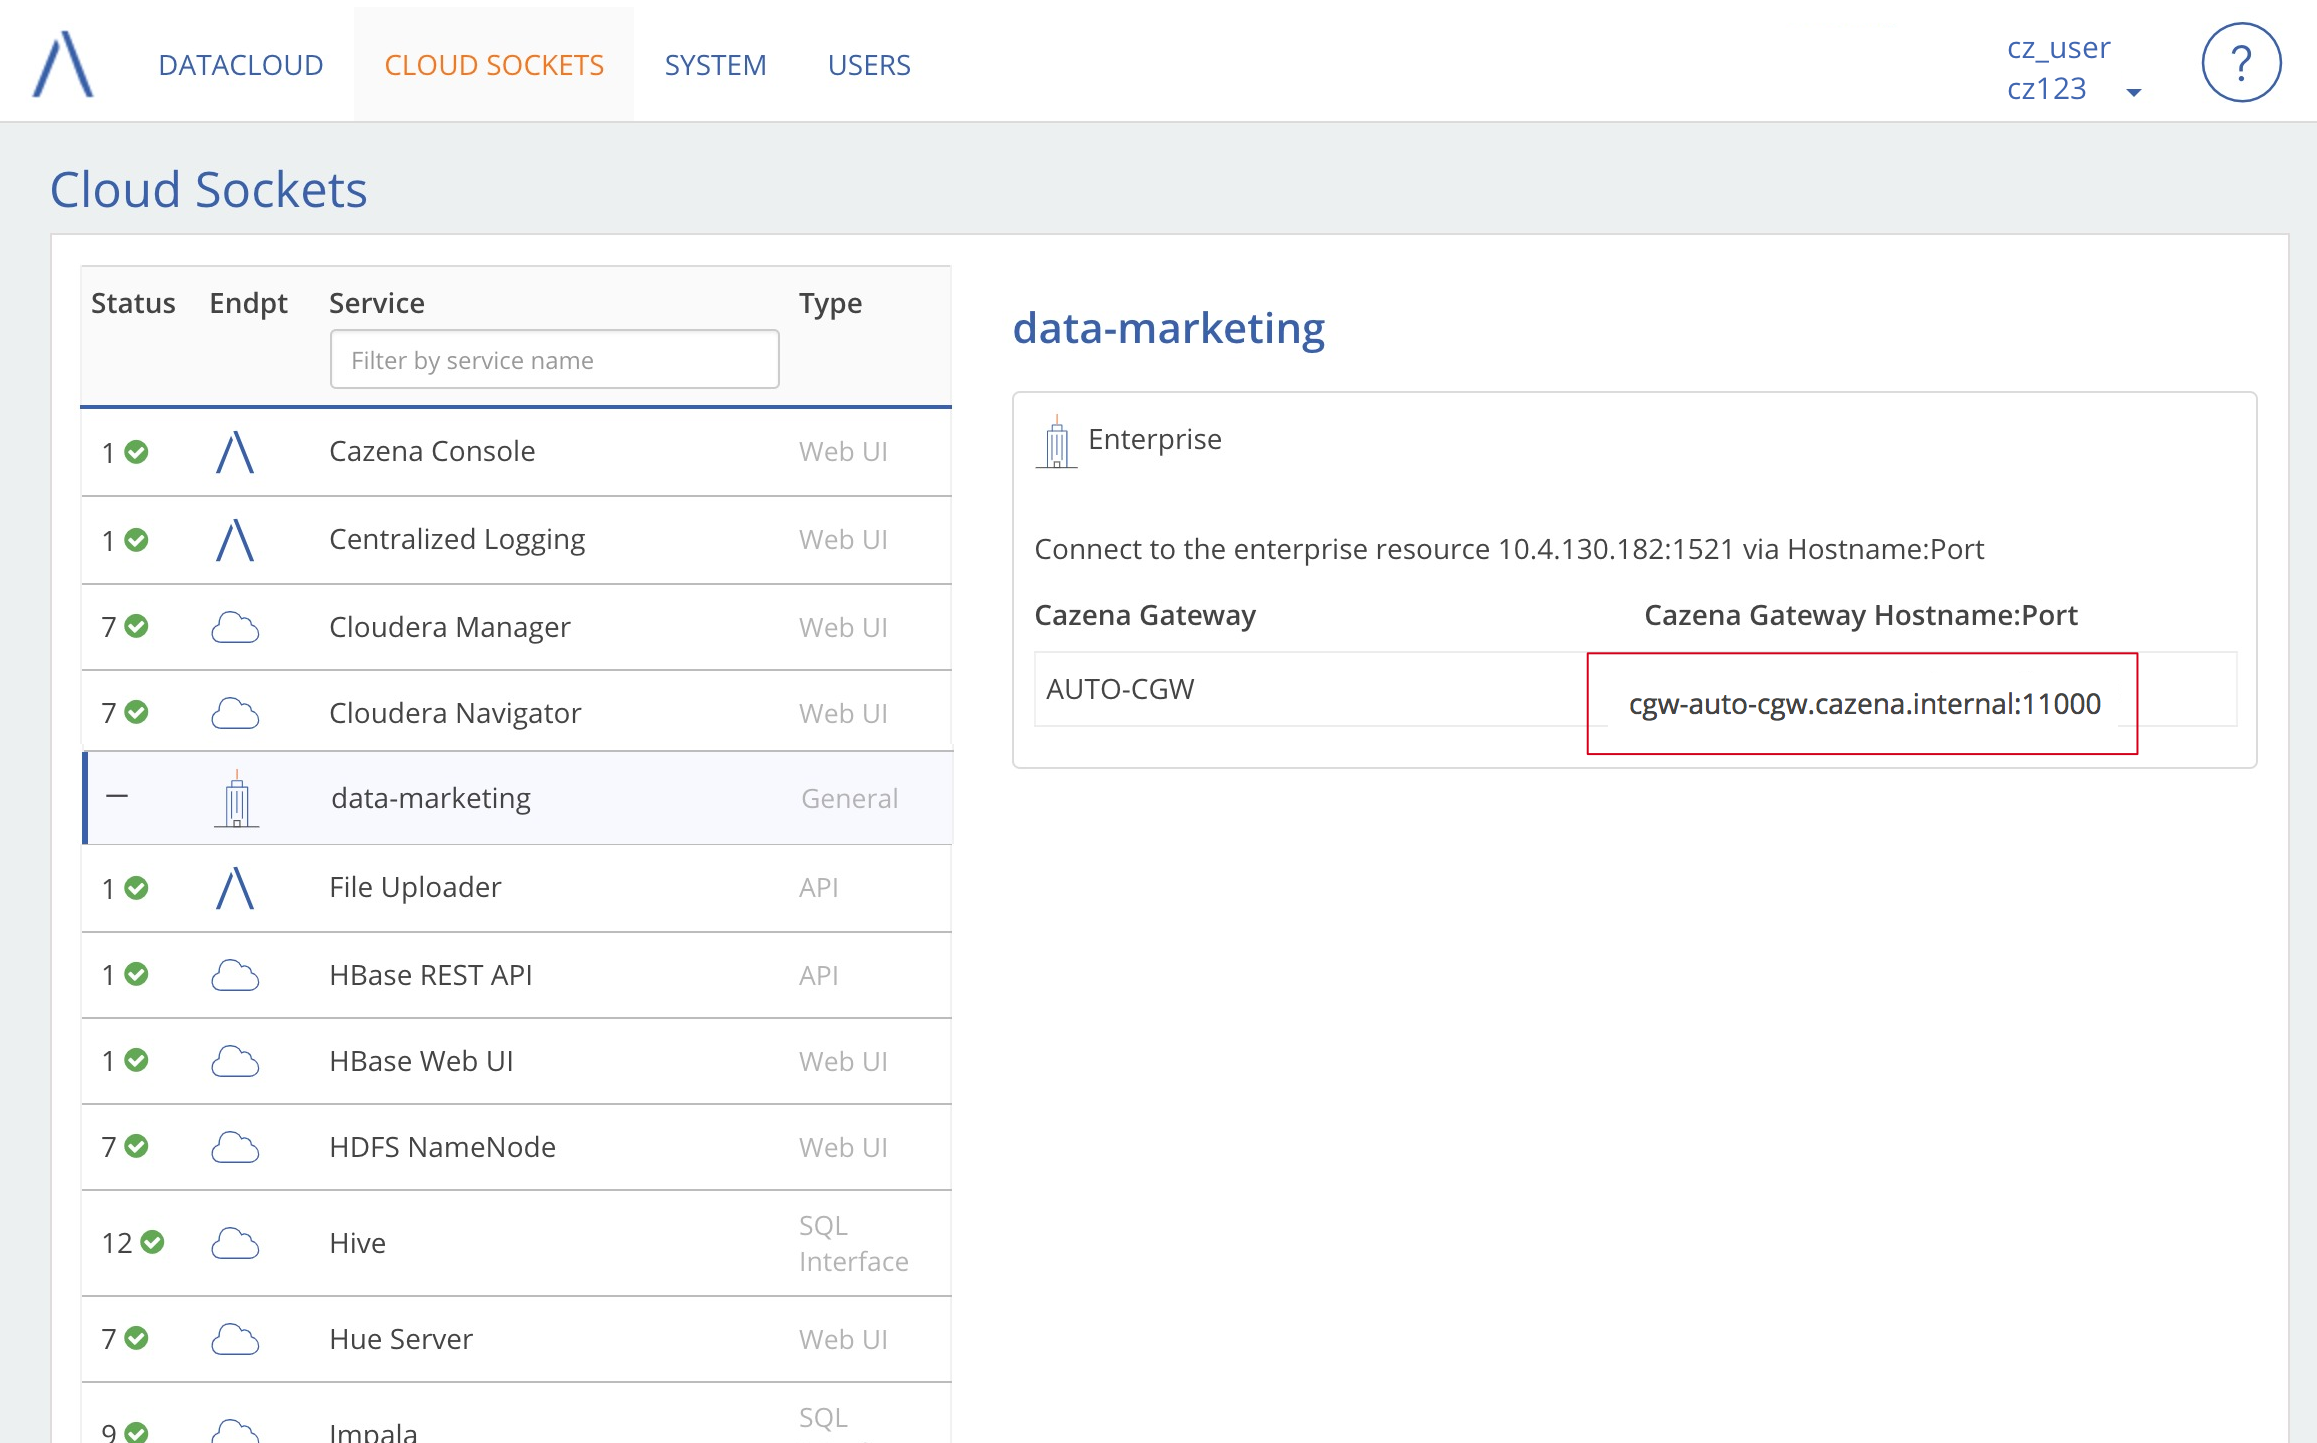 DATACLOUD CLOUD SOCKETS SYSTEM USERS
cz_user
cz123
?
Cloud Sockets
Status Endpt Service Type
Filter by service name
1 Cazena Console Web UI
1 Centralized Logging Web UI
7 Cloudera Manager Web UI
7 Cloudera Navigator Web UI
— data-marketing General
1 File Uploader API
1 HBase REST API API
1 HBase Web UI Web UI
7 HDFS NameNode Web UI
12 Hive SQL Interface
7 Hue Server Web UI
9 Impala SQL
data-marketing
Enterprise
Connect to the enterprise resource 10.4.130.182:1521 via Hostname:Port
Cazena Gateway Cazena Gateway Hostname:Port
AUTO-CGW cgw-auto-cgw.cazena.internal:11000